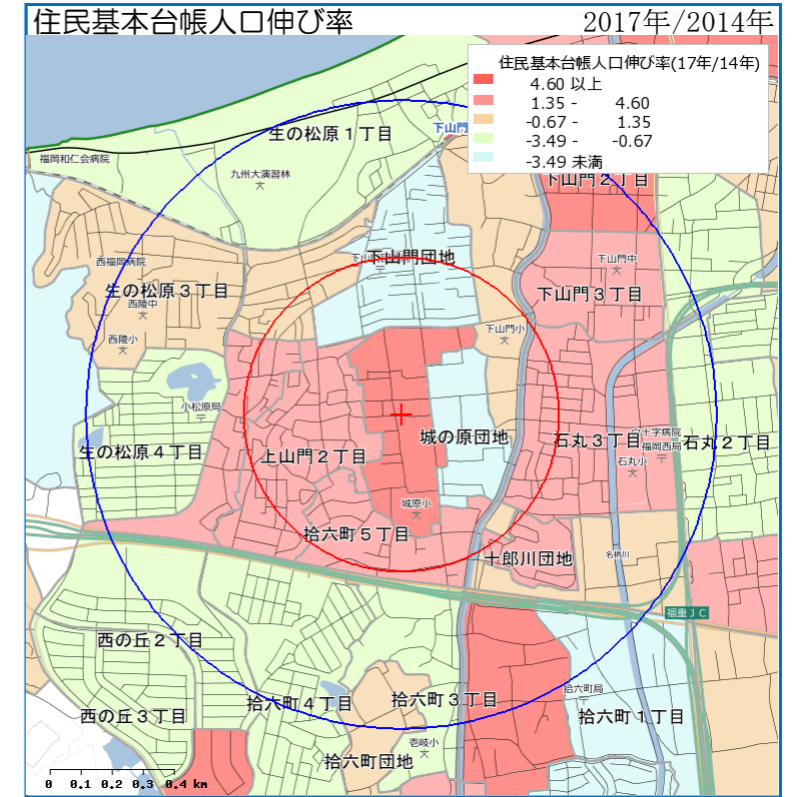 住民基本台帳人口伸び率 2017年/2014年
住民基本台帳人口伸び率(17年/14年)
4.60 以上
1.35 - 4.60
-0.67 - 1.35
-3.49 - -0.67
-3.49 未満
生の松原1丁目
下山門
福岡和仁会病院
九州大演習林
下山門2丁目
下山門団地
西福岡病院
下山門中
生の松原3丁目
下山門3丁目
西陵中
下山門小
西陵小
小松原局
城の原団地
石丸3丁目
福岡西局
石丸2丁目
生の松原4丁目
上山門2丁目
石丸小
城原小
拾六町5丁目
十郎川団地
名柄川
福重JC
西の丘2丁目
拾六町局
拾六町4丁目
拾六町3丁目
西の丘3丁目
拾六町1丁目
壱岐小
拾六町団地
0 0.1 0.2 0.3 0.4 km